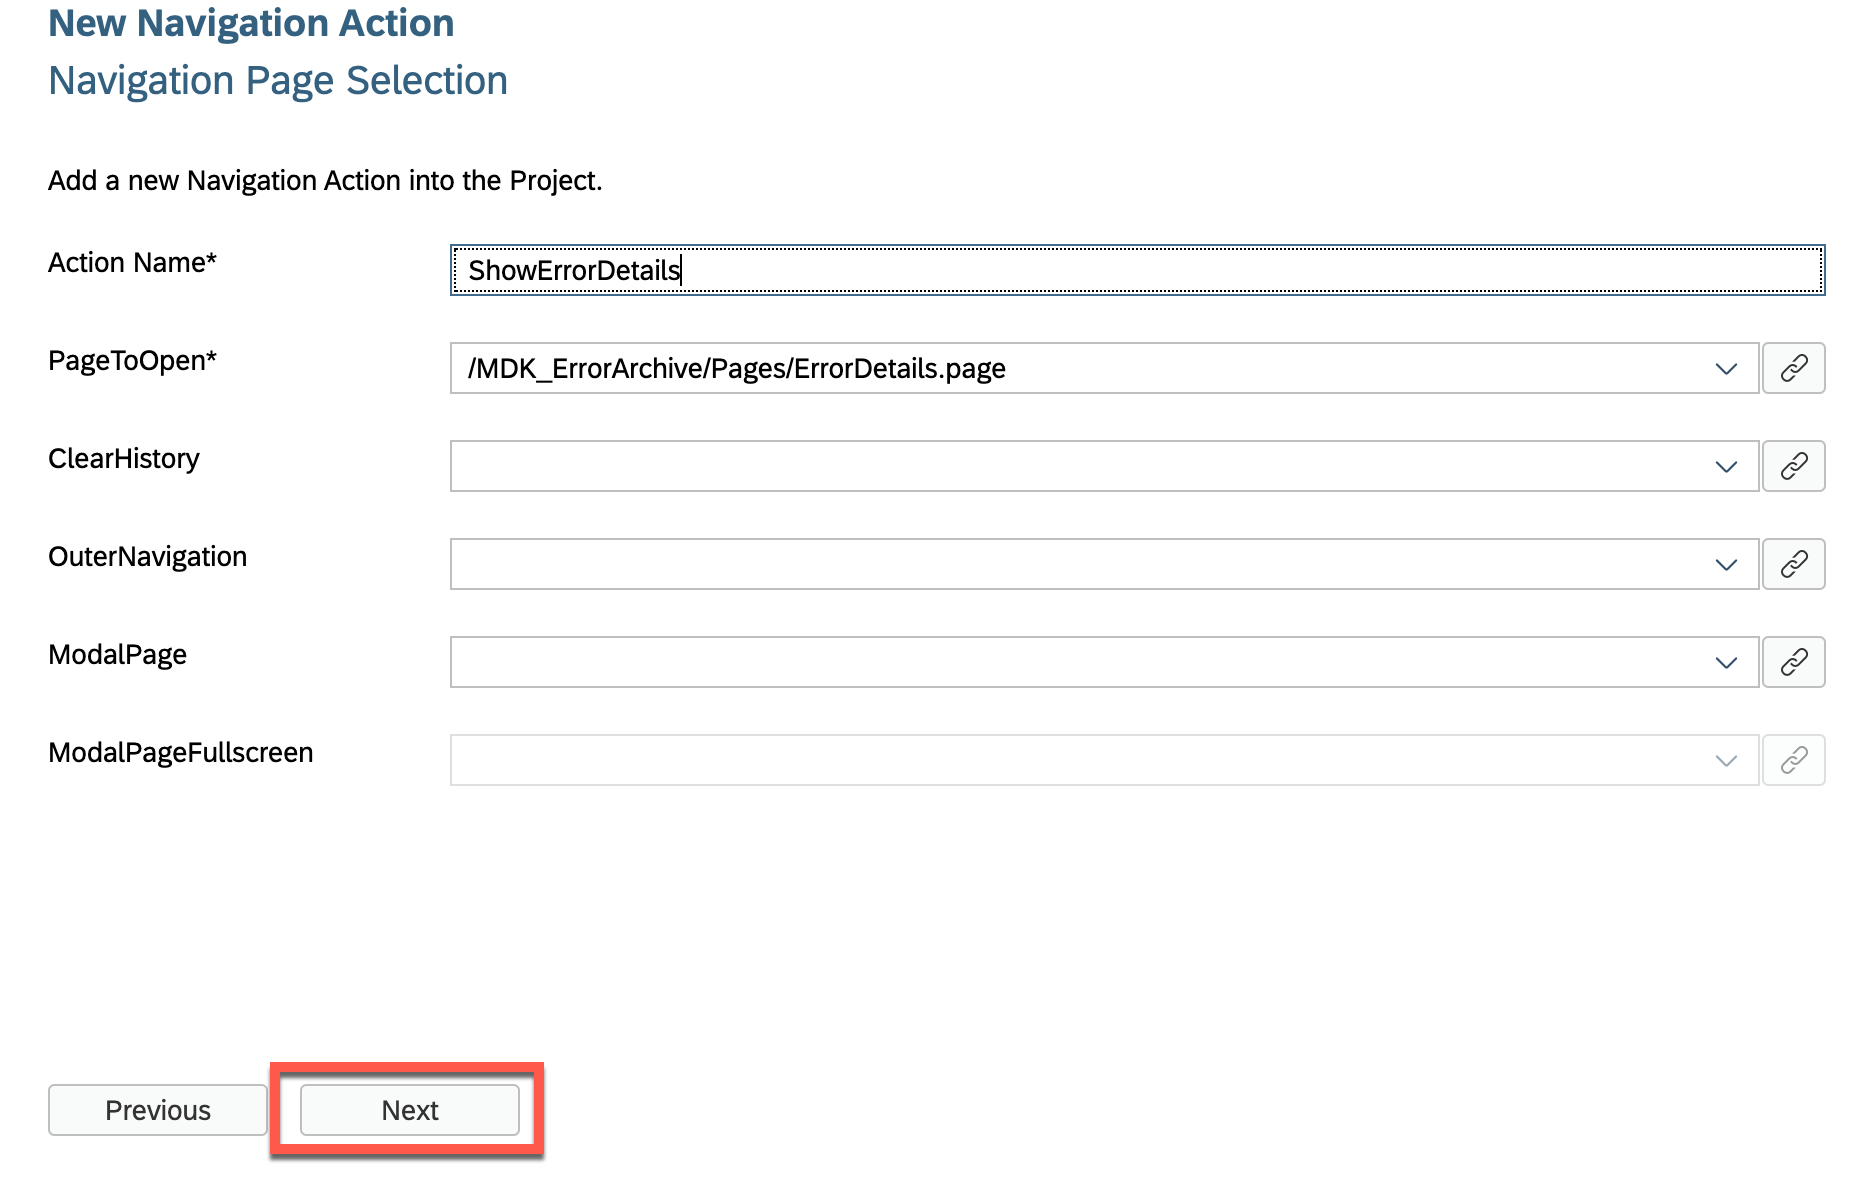 New Navigation Action
Navigation Page Selection
Add a new Navigation Action into the Project.
Action Name*
ShowErrorDetails
PageToOpen*
/MDK_ErrorArchive/Pages/ErrorDetails.page
ClearHistory
OuterNavigation
ModalPage
ModalPageFullscreen
Previous
Next